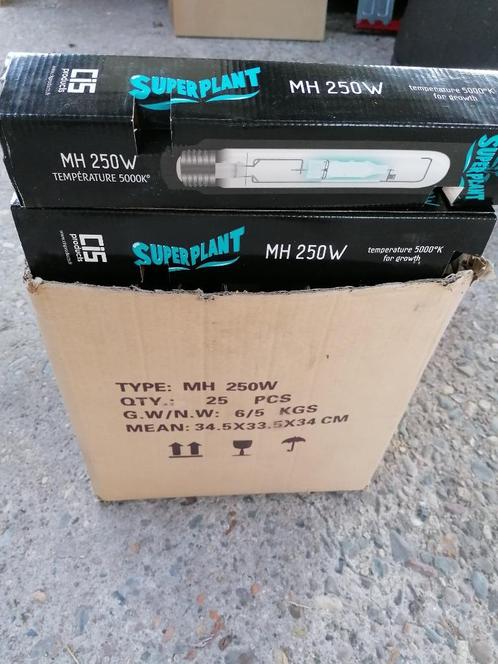 CIS
products
SUPERPLANT
MH 250W
temperature 5000°K
for growth
MH 250W
TEMPÉRATURE 5000K°
CIS
products
SUPERPLANT
MH 250W
temperature 5000°K
for growth
TYPE: MH 250W
QTY.: 25 PCS
G.W/N.W: 6/5 KGS
MEAN: 34.5X33.5X34 CM